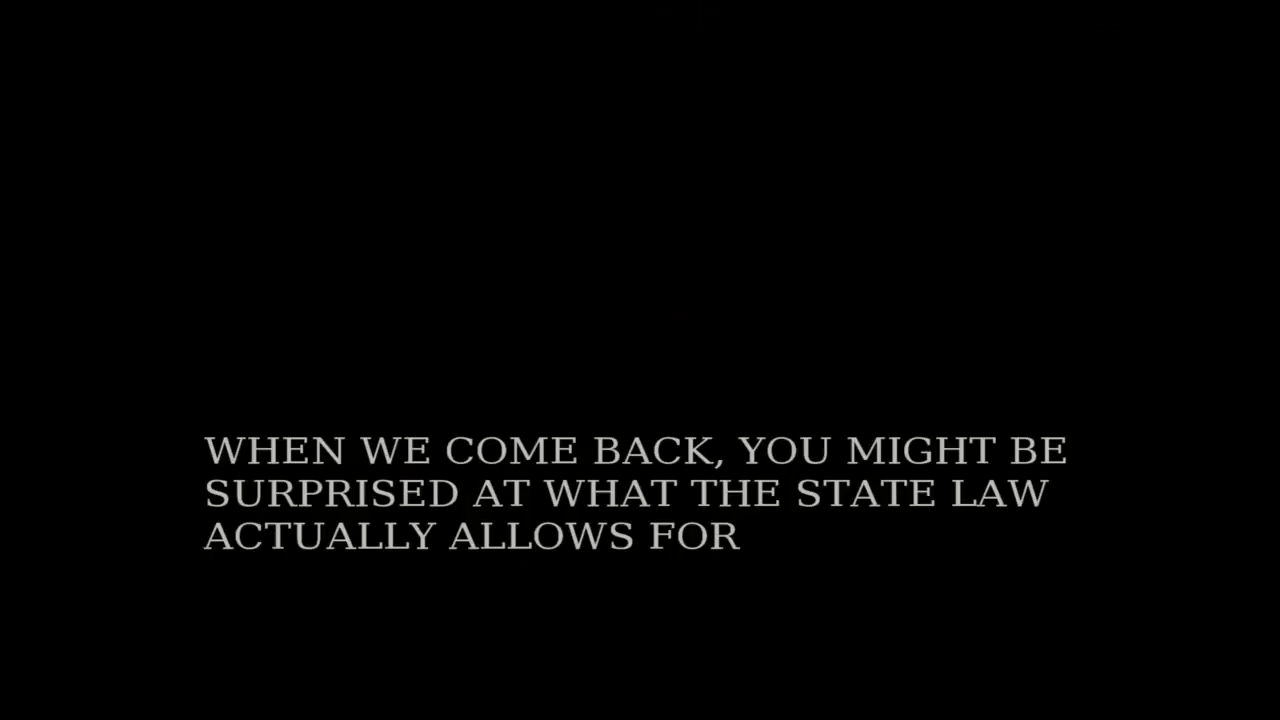 WHEN WE COME BACK, YOU MIGHT BE
SURPRISED AT WHAT THE STATE LAW
ACTUALLY ALLOWS FOR